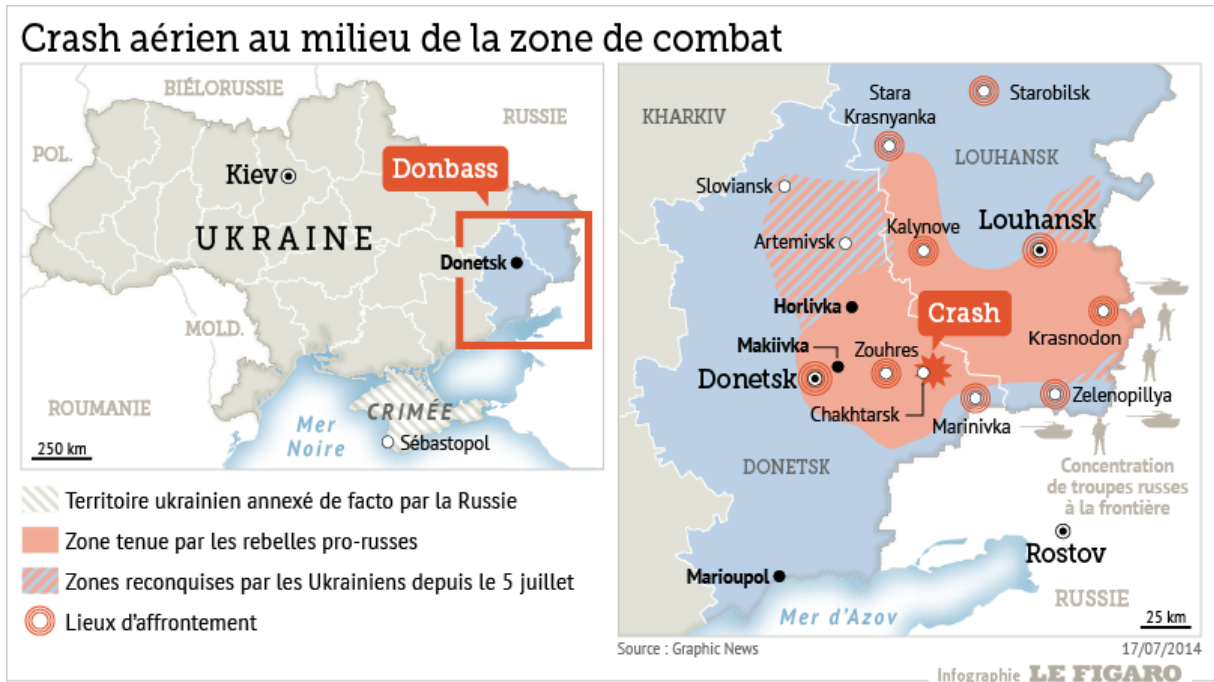 Crash aérien au milieu de la zone de combat
BIÉLORUSSIE
RUSSIE
POL.
Kiev
Donbass
UKRAINE
Donetsk
MOLD.
ROUMANIE
CRIMÉE
Mer
Noire
Sébastopol
250 km
Territoire ukrainien annexé de facto par la Russie
Zone tenue par les rebelles pro-russes
Zones reconquises par les Ukrainiens depuis le 5 juillet
Lieux d'affrontement
KHARKIV
Stara
Krasnyanka
Starobilsk
LOUHANSK
Sloviansk
Artemivsk
Kalynove
Louhansk
Horlivka
Crash
Krasnodon
Makiivka
Zouhres
Donetsk
Chakhtarsk
Marinivka
Zelenopillya
DONETSK
Concentration
de troupes russes
à la frontière
Rostov
Marioupol
Mer d'Azov
RUSSIE
25 km
Source : Graphic News
17/07/2014
Infographie LE FIGARO